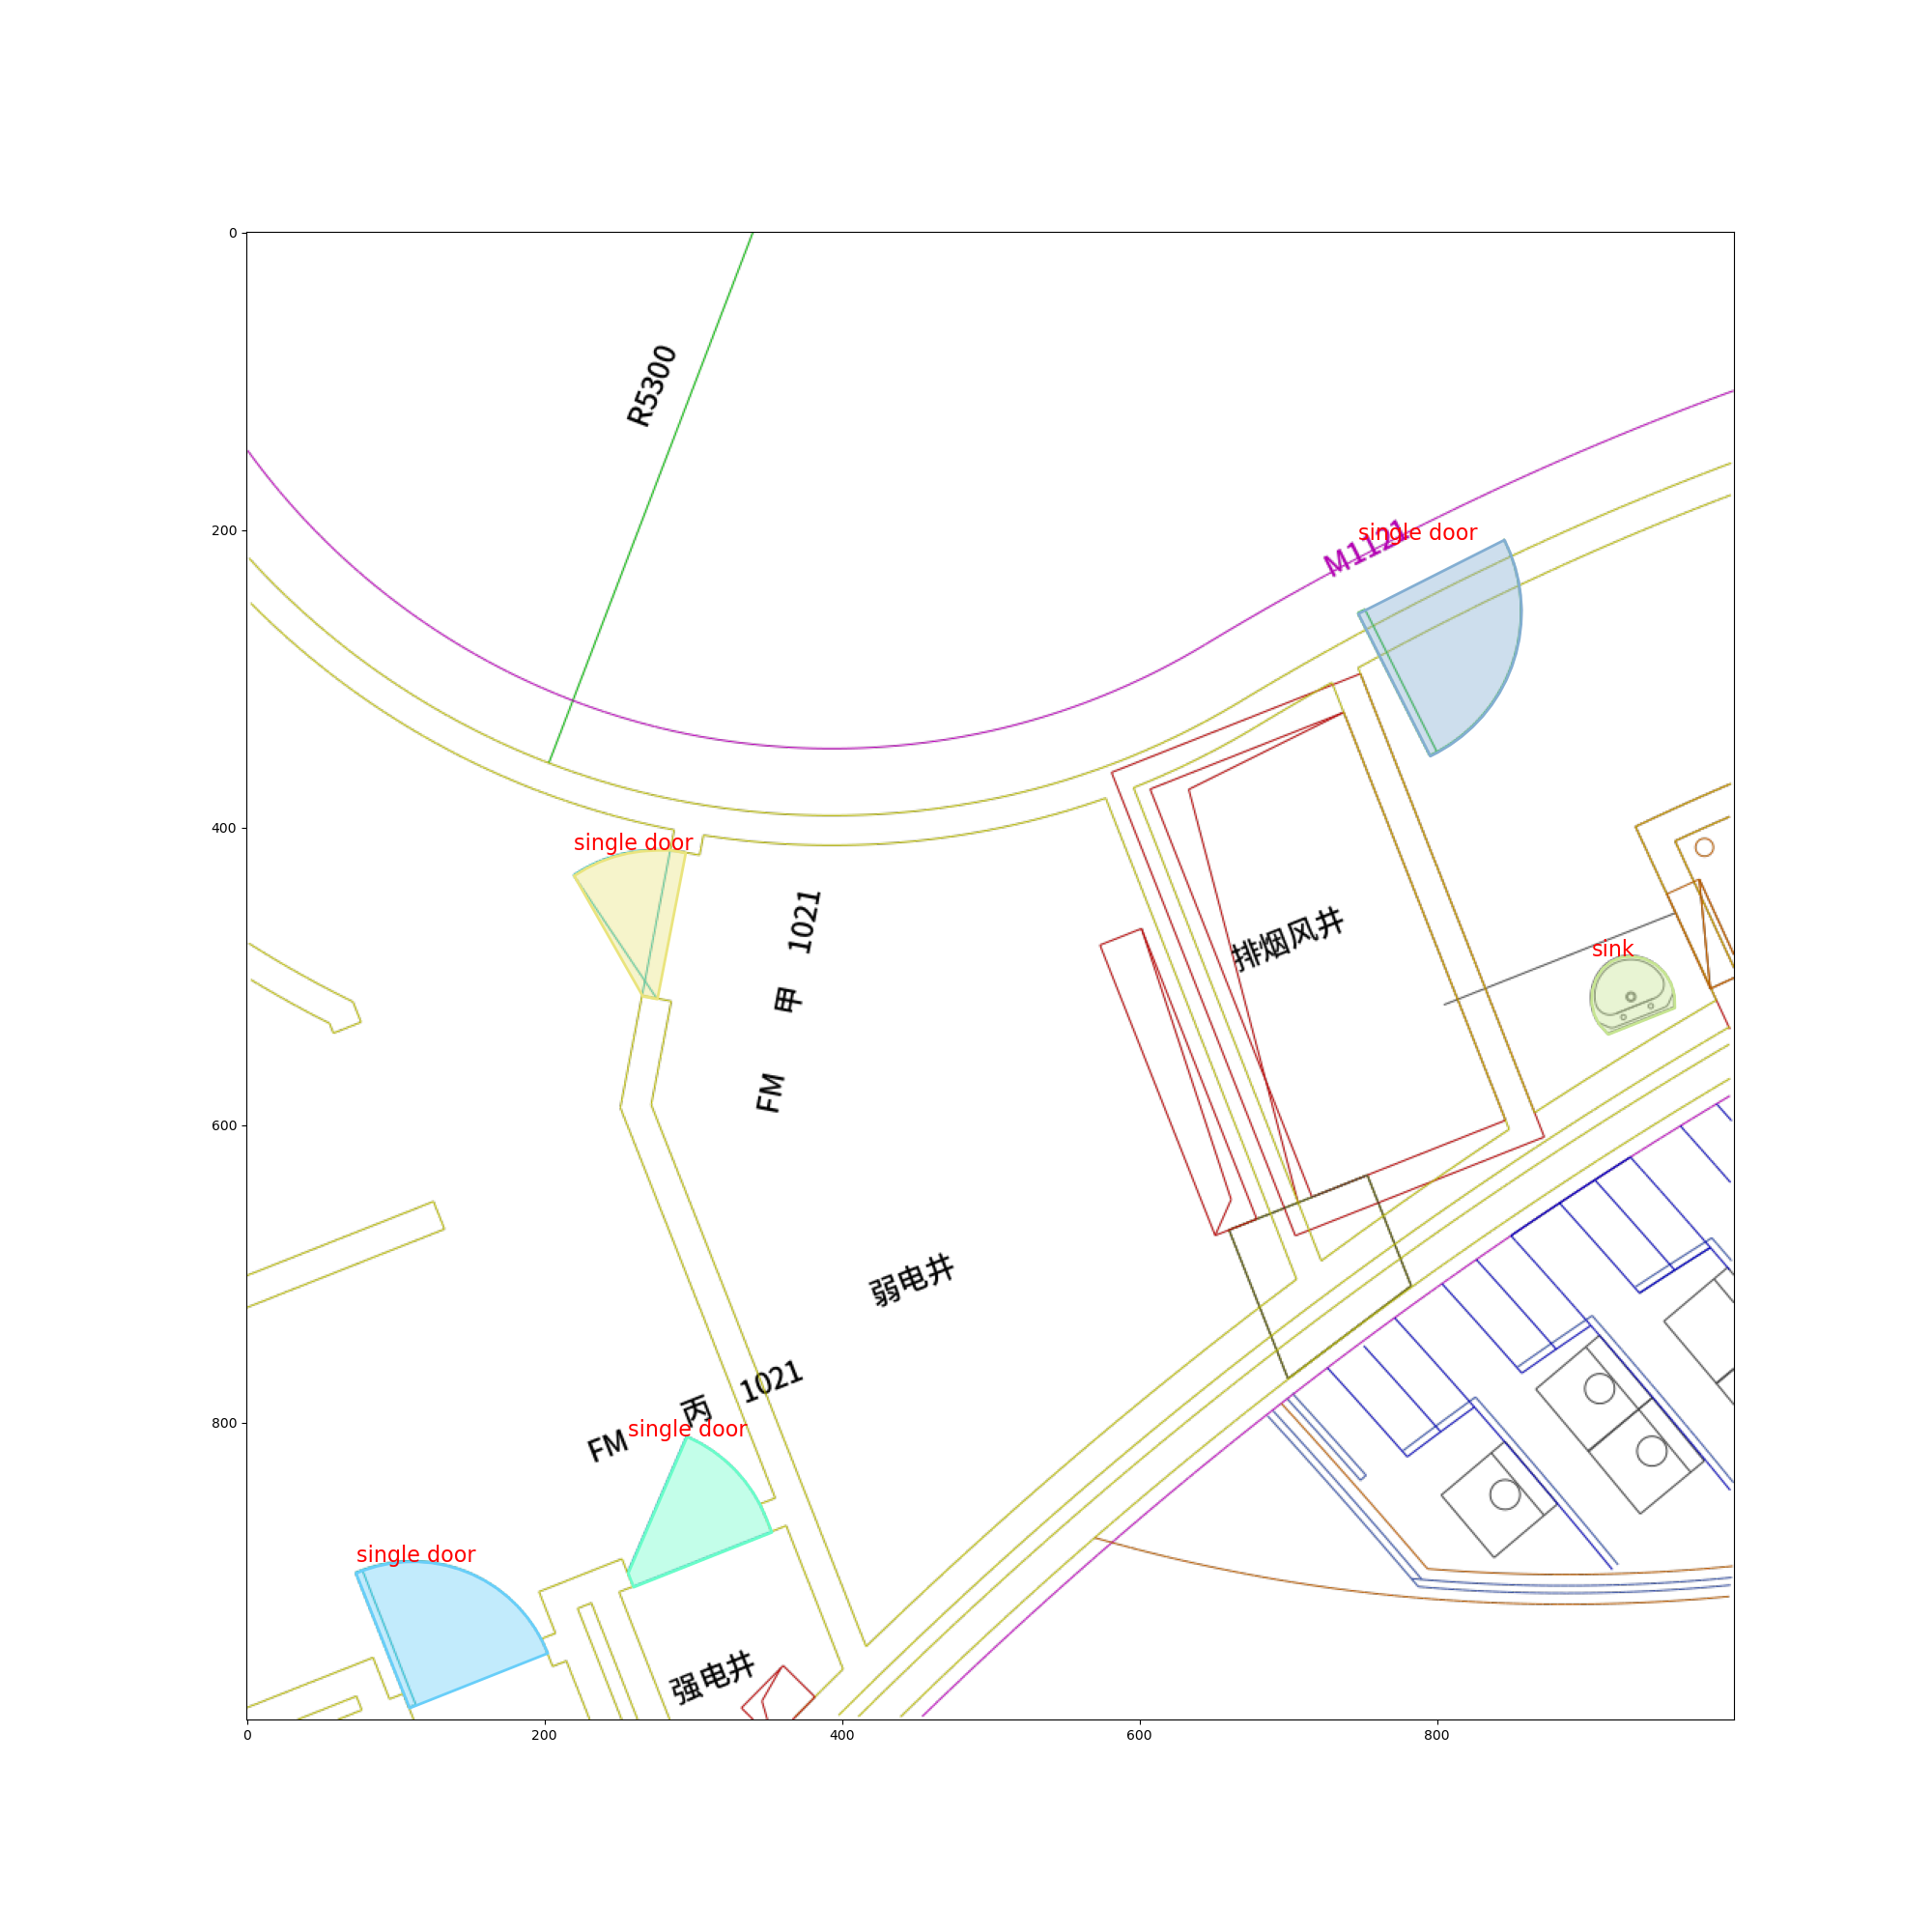 0
R5300
200
M1121
single door
400
single door
FM 甲 1021
排烟风井
sink
600
弱电井
800
FM 丙 1021
single door
single door
强电井
0
200
400
600
800